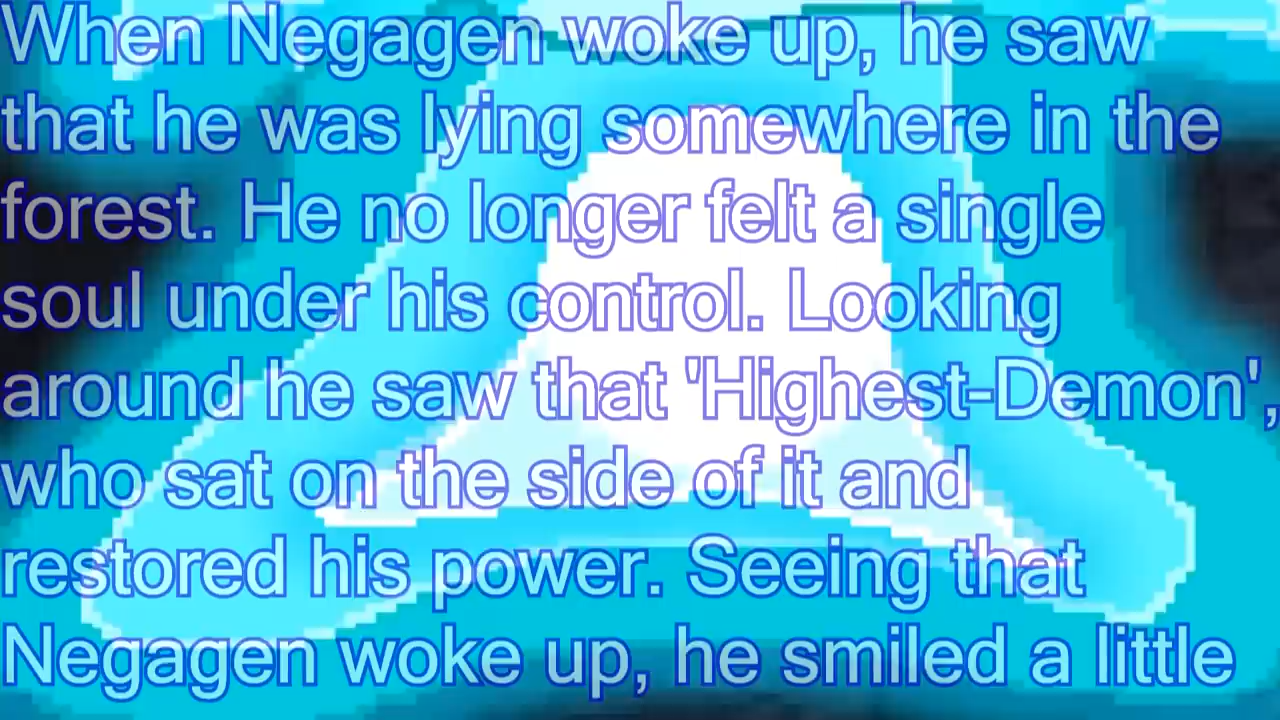 When Negagen woke up, he saw
that he was lying somewhere in the
forest. He no longer felt a single
soul under his control. Looking
around he saw that 'Highest-Demon',
who sat on the side of it and
restored his power. Seeing that
Negagen woke up, he smiled a little